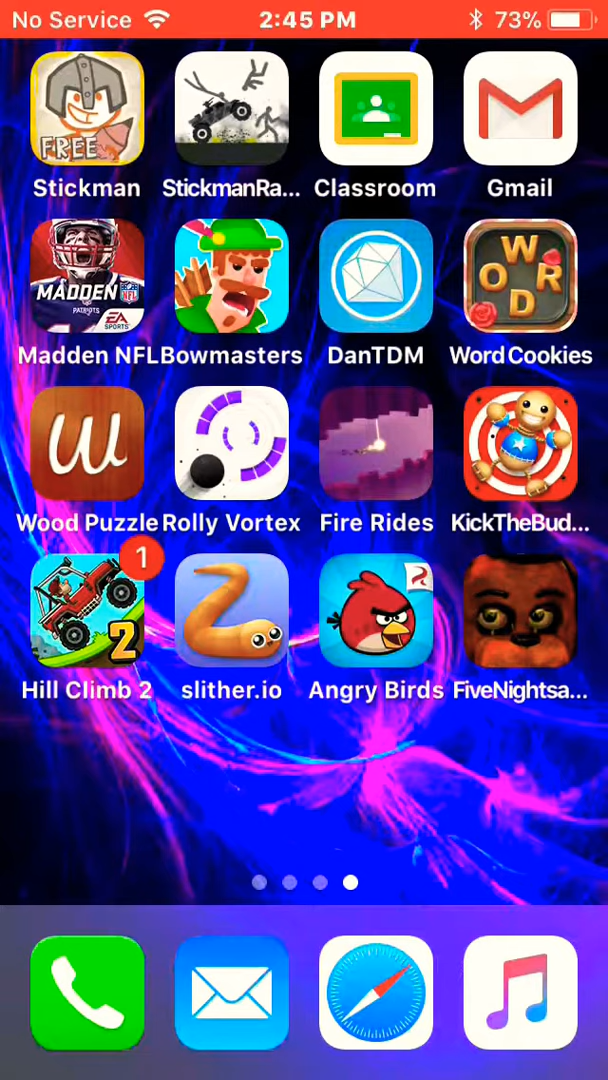 No Service 2:45 PM 73%
FREE
Stickman StickmanRa... Classroom Gmail
MADDEN NFL
PATRIOTS
EA
SPORTS
W
O R
D
Madden NFL Bowmasters DanTDM Word Cookies
w
Wood Puzzle Rolly Vortex Fire Rides KickTheBud...
1
2
Hill Climb 2 slither.io Angry Birds FiveNightsa...